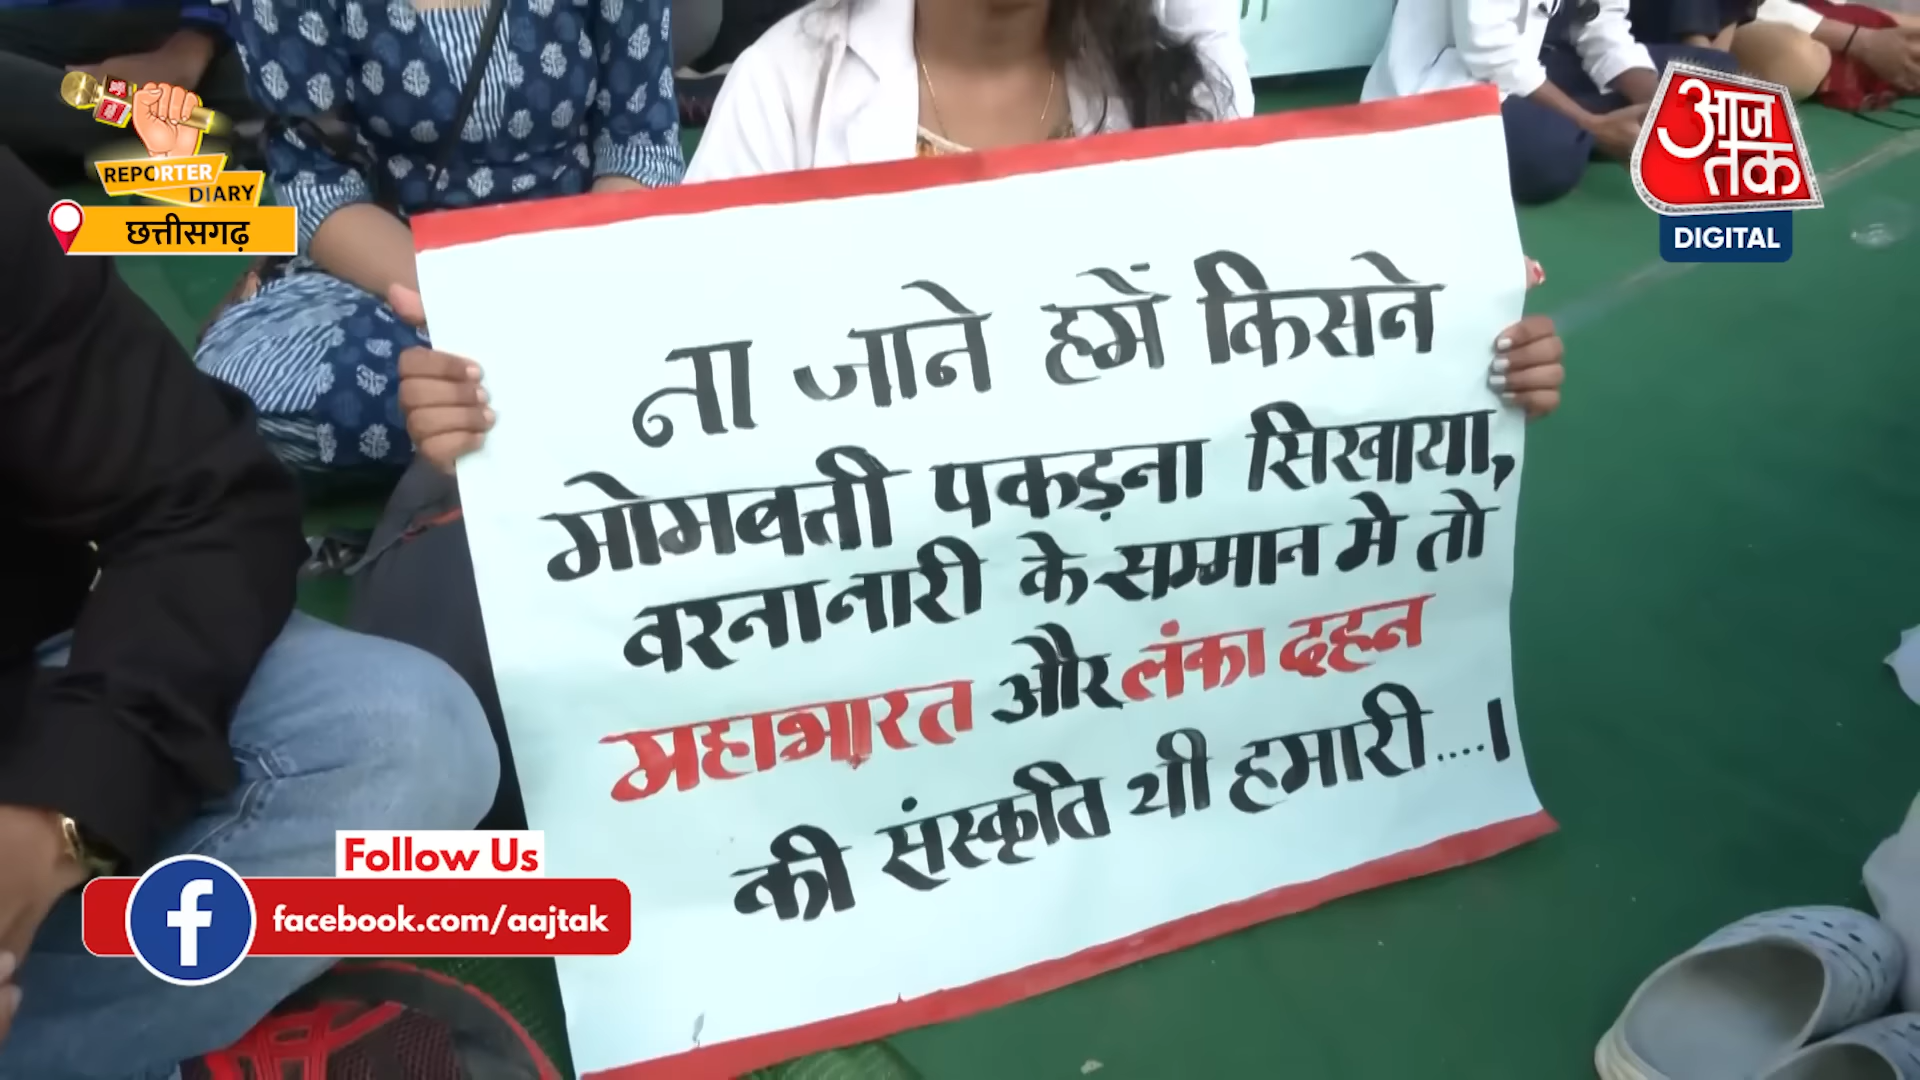 REPORTER
DIARY
छत्तीसगढ़
आज
तक
DIGITAL
ना जाने हमें किसने
मोमबत्ती पकड़ना सिखाया,
वरना नारी के सम्मान मे तो
महाभारत और लंका दहन
की संस्कृति थी हमारी....।
Follow Us
facebook.com/aajtak